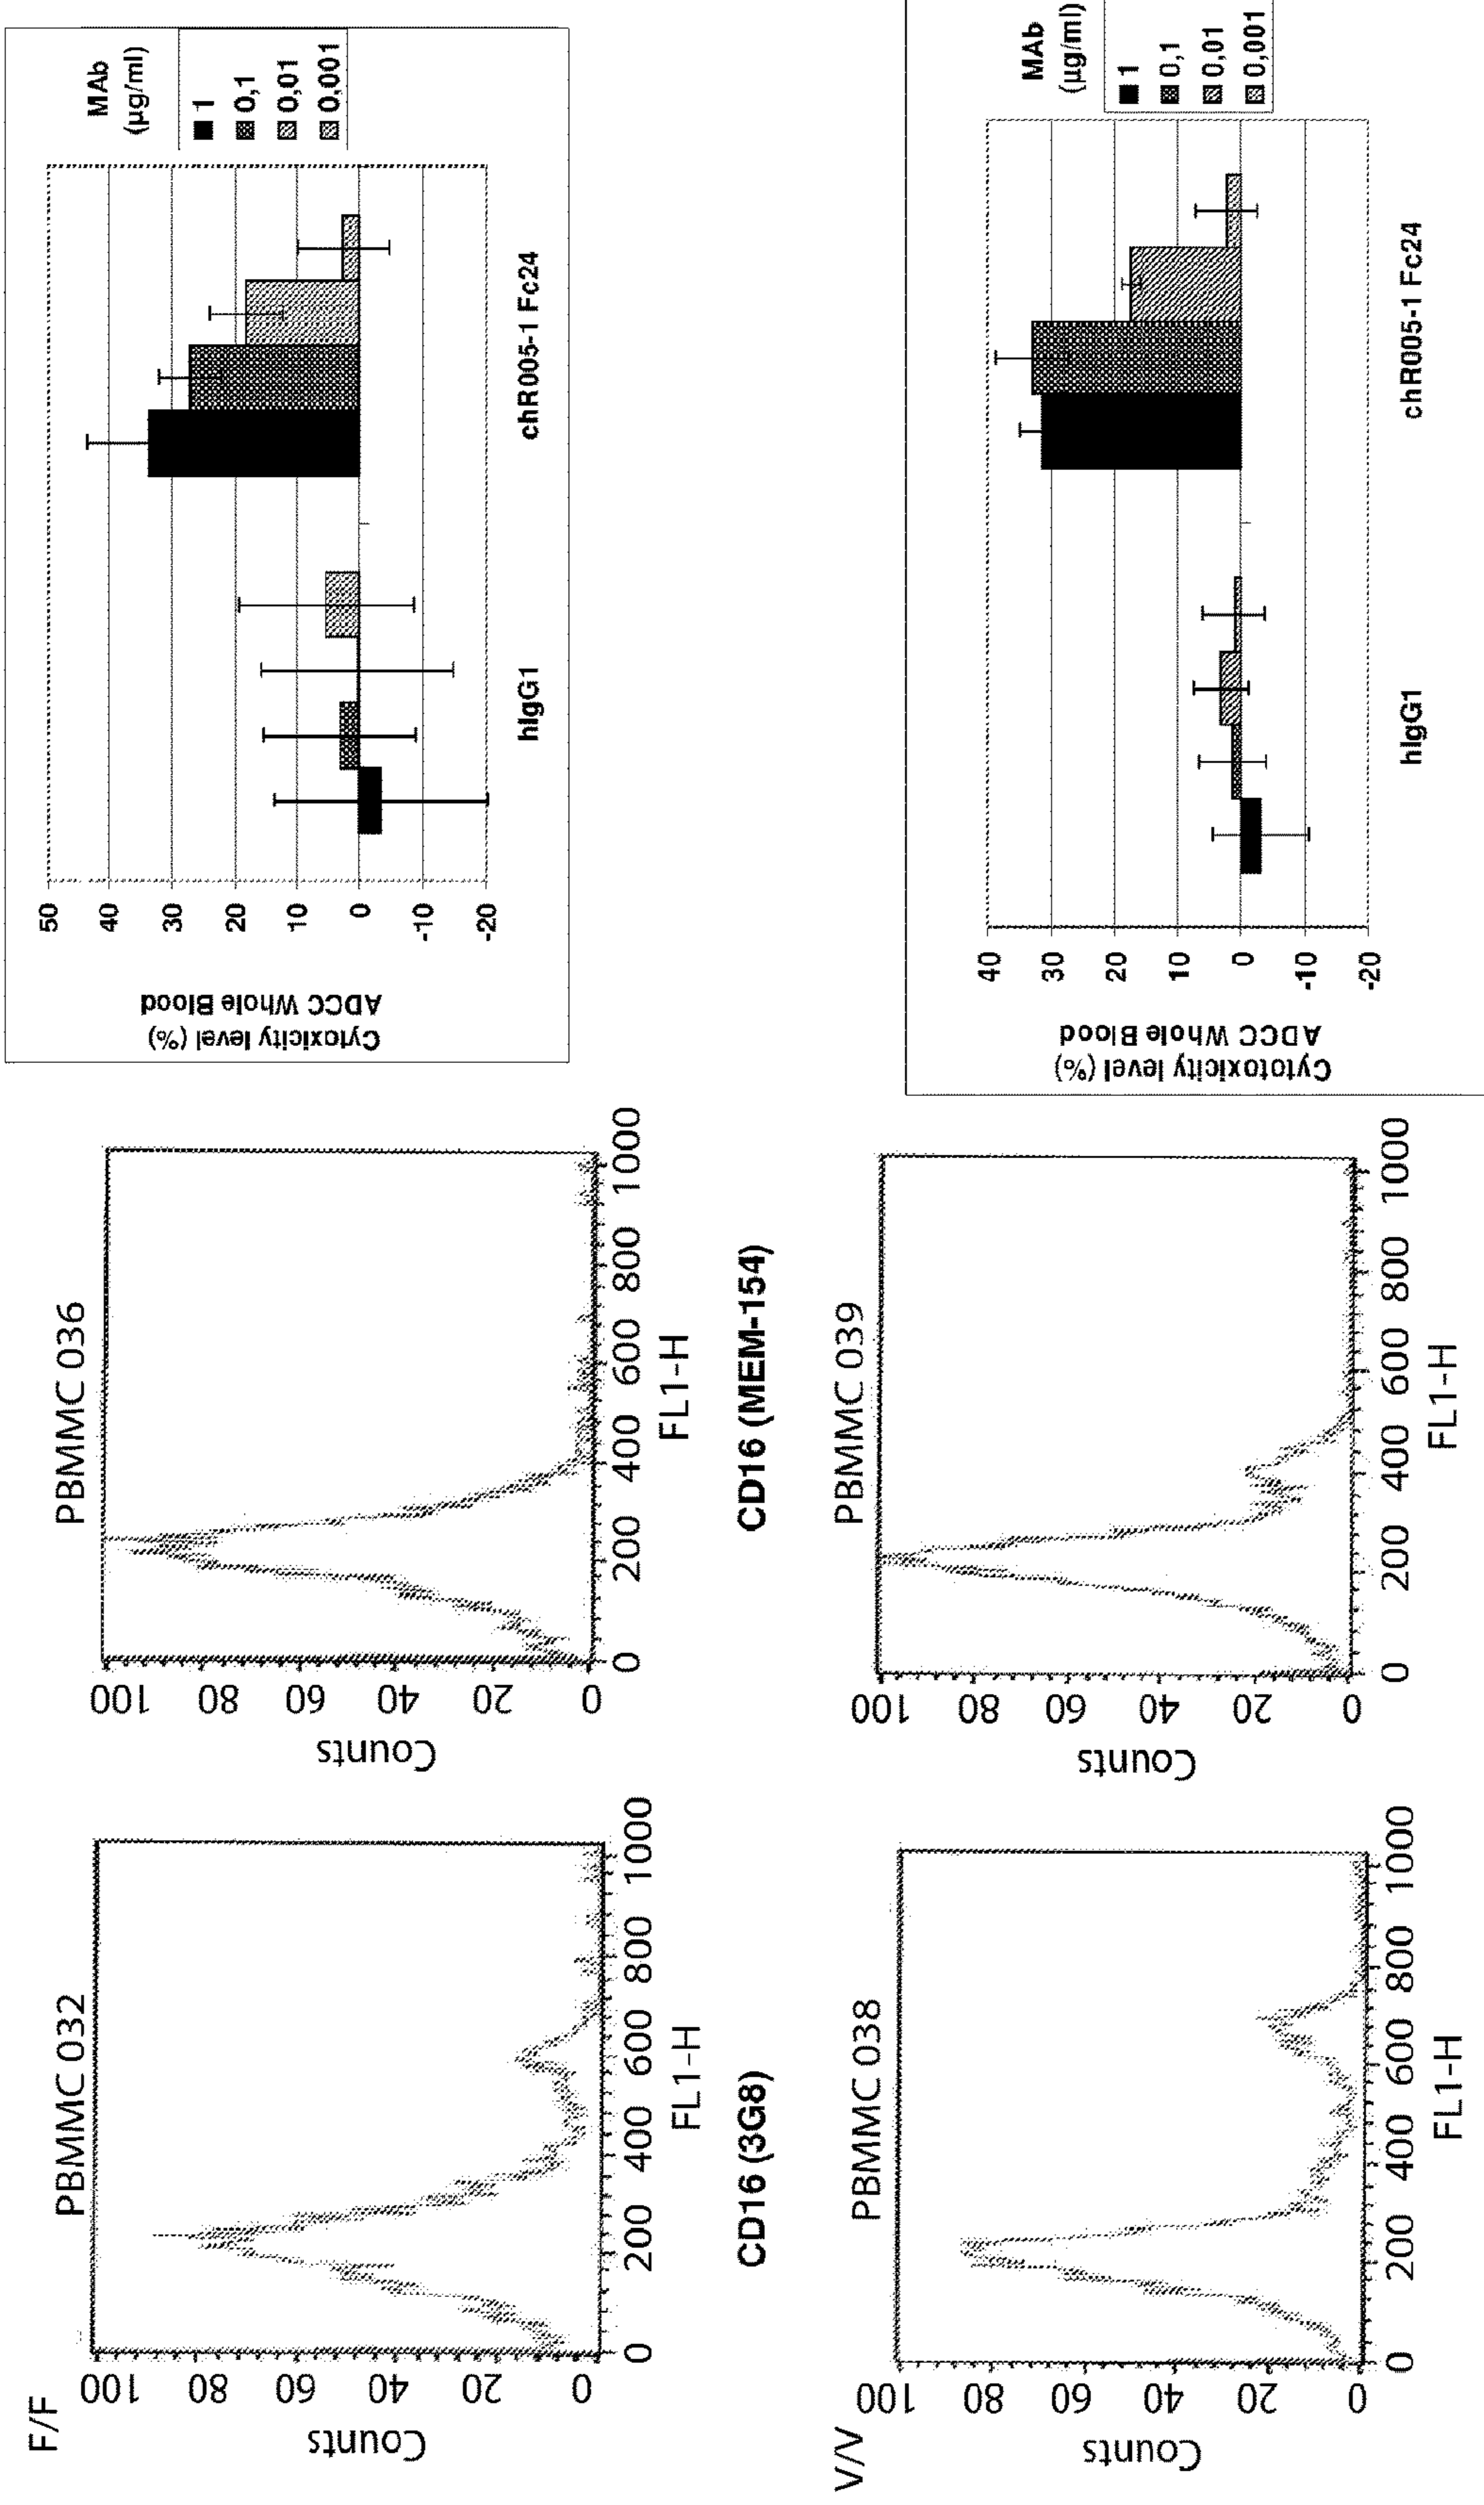 F/F
PBMMC 032
100
80
60
40
20
0
Counts
0 200 400 600 800 1000
FL1-H
CD16 (3G8)
PBMMC 036
100
80
60
40
20
0
Counts
0 200 400 600 800 1000
FL1-H
CD16 (MEM-154)
Cytoxicity level (%)
ADCC Whole Blood
50
40
30
20
10
0
-10
-20
hIgG1
chR005-1 Fc24
MAb
(µg/ml)
1
0,1
0,01
0,001
V/V
PBMMC 038
100
80
60
40
20
0
Counts
0 200 400 600 800 1000
FL1-H
PBMMC 039
100
80
60
40
20
0
Counts
0 200 400 600 800 1000
FL1-H
Cytotoxicity level (%)
ADCC Whole Blood
40
30
20
10
0
-10
-20
hIgG1
chR005-1 Fc24
MAb
(µg/ml)
1
0,1
0,01
0,001